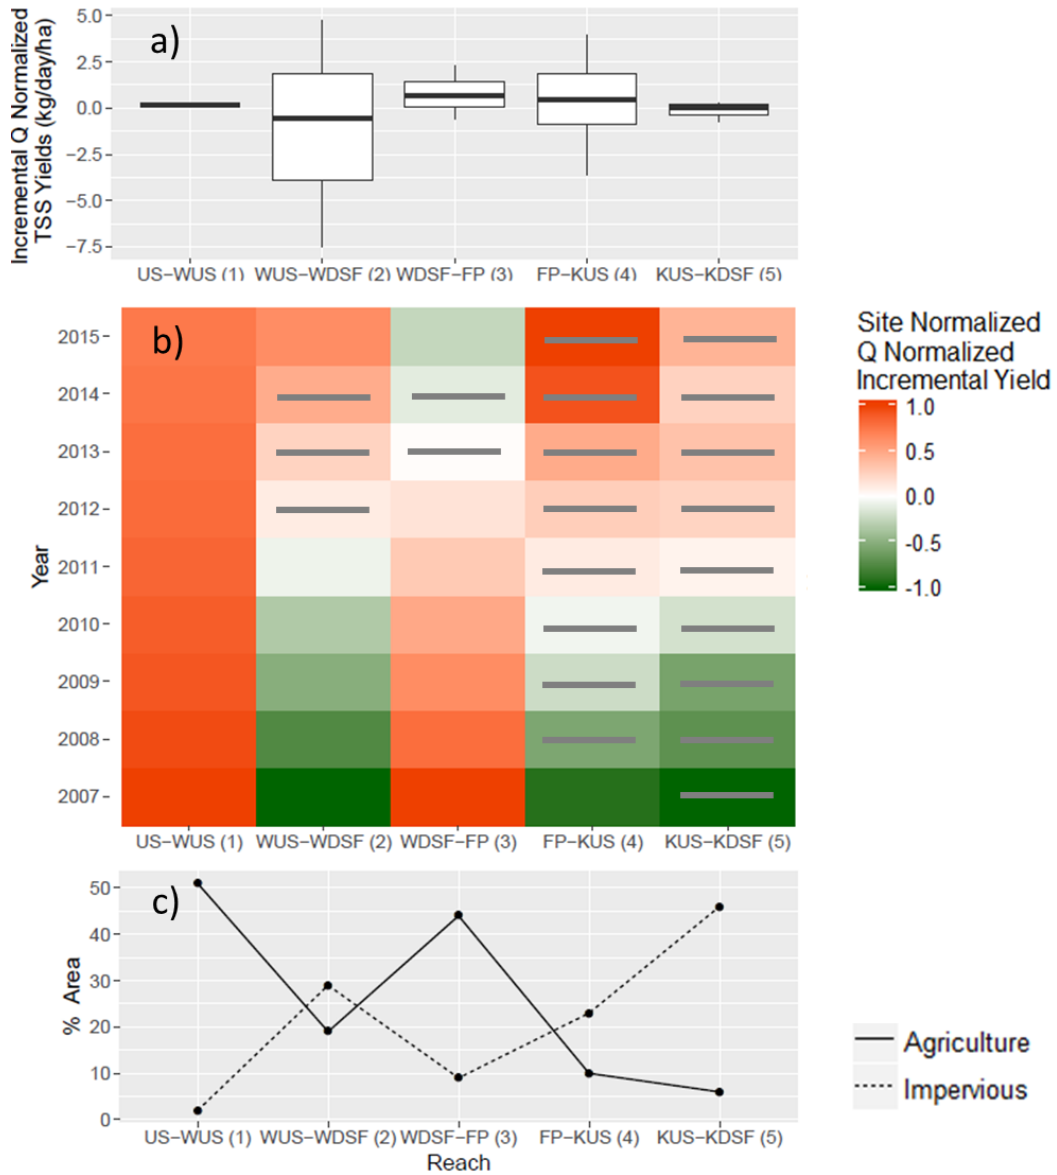 a)
Incremental Q Normalized
TSS Yields (kg/day/ha)
5.0
2.5
0.0
-2.5
-5.0
-7.5
US-WUS (1) WUS-WDSF (2) WDSF-FP (3) FP-KUS (4) KUS-KDSF (5)
b)
Year
2015
2014
2013
2012
2011
2010
2009
2008
2007
US-WUS (1) WUS-WDSF (2) WDSF-FP (3) FP-KUS (4) KUS-KDSF (5)
Site Normalized
Q Normalized
Incremental Yield
1.0
0.5
0.0
-0.5
-1.0
c)
% Area
50
40
30
20
10
0
US-WUS (1) WUS-WDSF (2) WDSF-FP (3) FP-KUS (4) KUS-KDSF (5)
Reach
Agriculture
Impervious